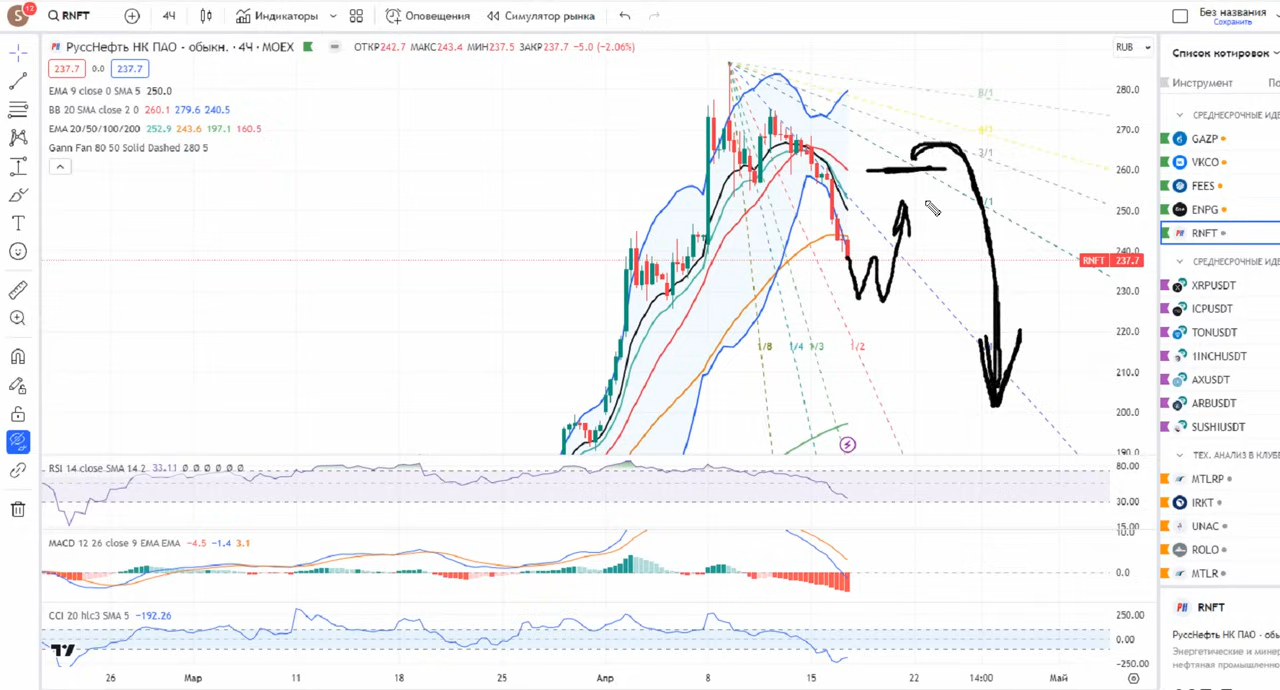 S 12 RNFT 4Ч Индикаторы Оповещения Симулятор рынка Без названия
Сохранить
РуссНефть НК ПАО - обыкн. · 4Ч · MOEX ОТКР242.7 МАКС243.4 МИН237.5 ЗАКР237.7 −5.0 (−2.06%)
RUB
237.7 0.0 237.7
EMA 9 close 0 SMA 5 250.0
BB 20 SMA close 2 0 260.1 279.6 240.5
EMA 20/50/100/200 252.9 243.6 197.1 160.5
Gann Fan 80 50 Solid Dashed 280 5
280.0
270.0
260.0
250.0
240.0
RNFT 237.7
230.0
220.0
210.0
200.0
190.0
8/1
4/1
3/1
1/8 1/4 1/3 1/2
RSI 14 close SMA 14 2 33.11 Ø Ø Ø Ø Ø Ø
80.00
30.00
15.00
MACD 12 26 close 9 EMA EMA −4.5 −1.4 3.1
10.0
0.0
CCI 20 hlc3 SMA 5 −192.26
250.00
0.00
−250.00
26 Мар 11 18 25 Апр 8 15 22 14:00 Май
Список котировок
Инструмент По
СРЕДНЕСРОЧНЫЕ ИДЕ
GAZP
VKCO
FEES
ENPG
RNFT
СРЕДНЕСРОЧНЫЕ ИДЕ
XRPUSDT
ICPUSDT
TONUSDT
1INCHUSDT
AXUSDT
ARBUSDT
SUSHIUSDT
ТЕХ. АНАЛИЗ В КЛУБЕ
MTLRP
IRKT
UNAC
ROLO
MTLR
RNFT
РуссНефть НК ПАО - обы
Энергетические и минер
нефтяная промышленно